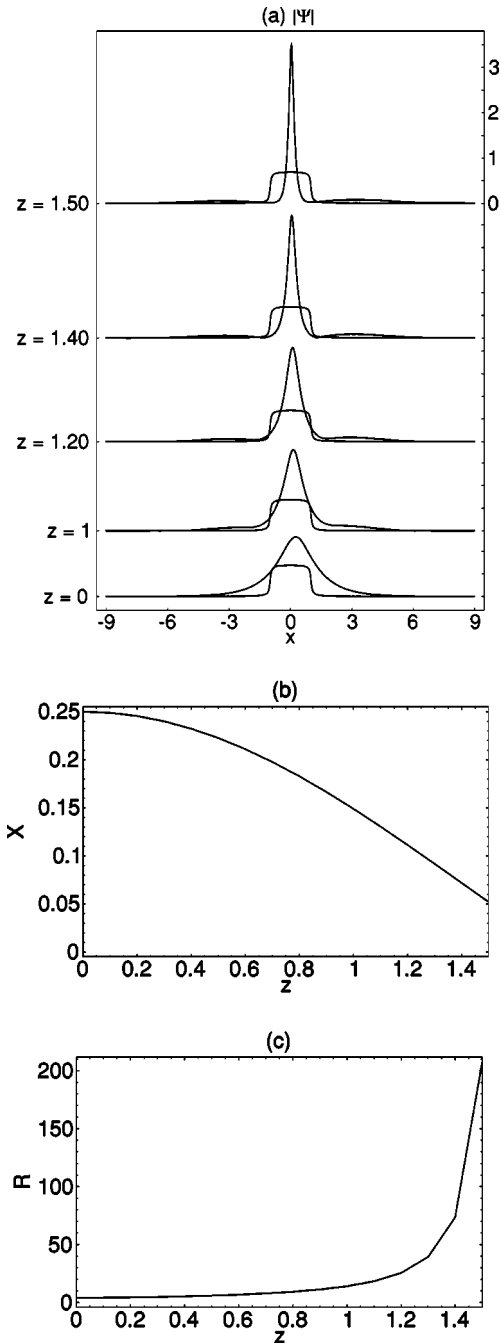 (a) |Ψ|
3
2
1
0
z = 1.50
z = 1.40
z = 1.20
z = 1
z = 0
-9 -6 -3 0 3 6 9
x
(b)
0.25
0.2
0.15
0.1
0.05
0
X
0 0.2 0.4 0.6 0.8 1 1.2 1.4
z
(c)
200
150
100
50
0
R
0 0.2 0.4 0.6 0.8 1 1.2 1.4
z